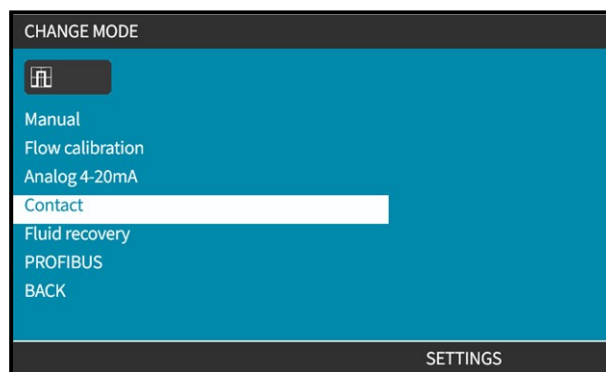 CHANGE MODE
Manual
Flow calibration
Analog 4-20mA
Contact
Fluid recovery
PROFIBUS
BACK
SETTINGS